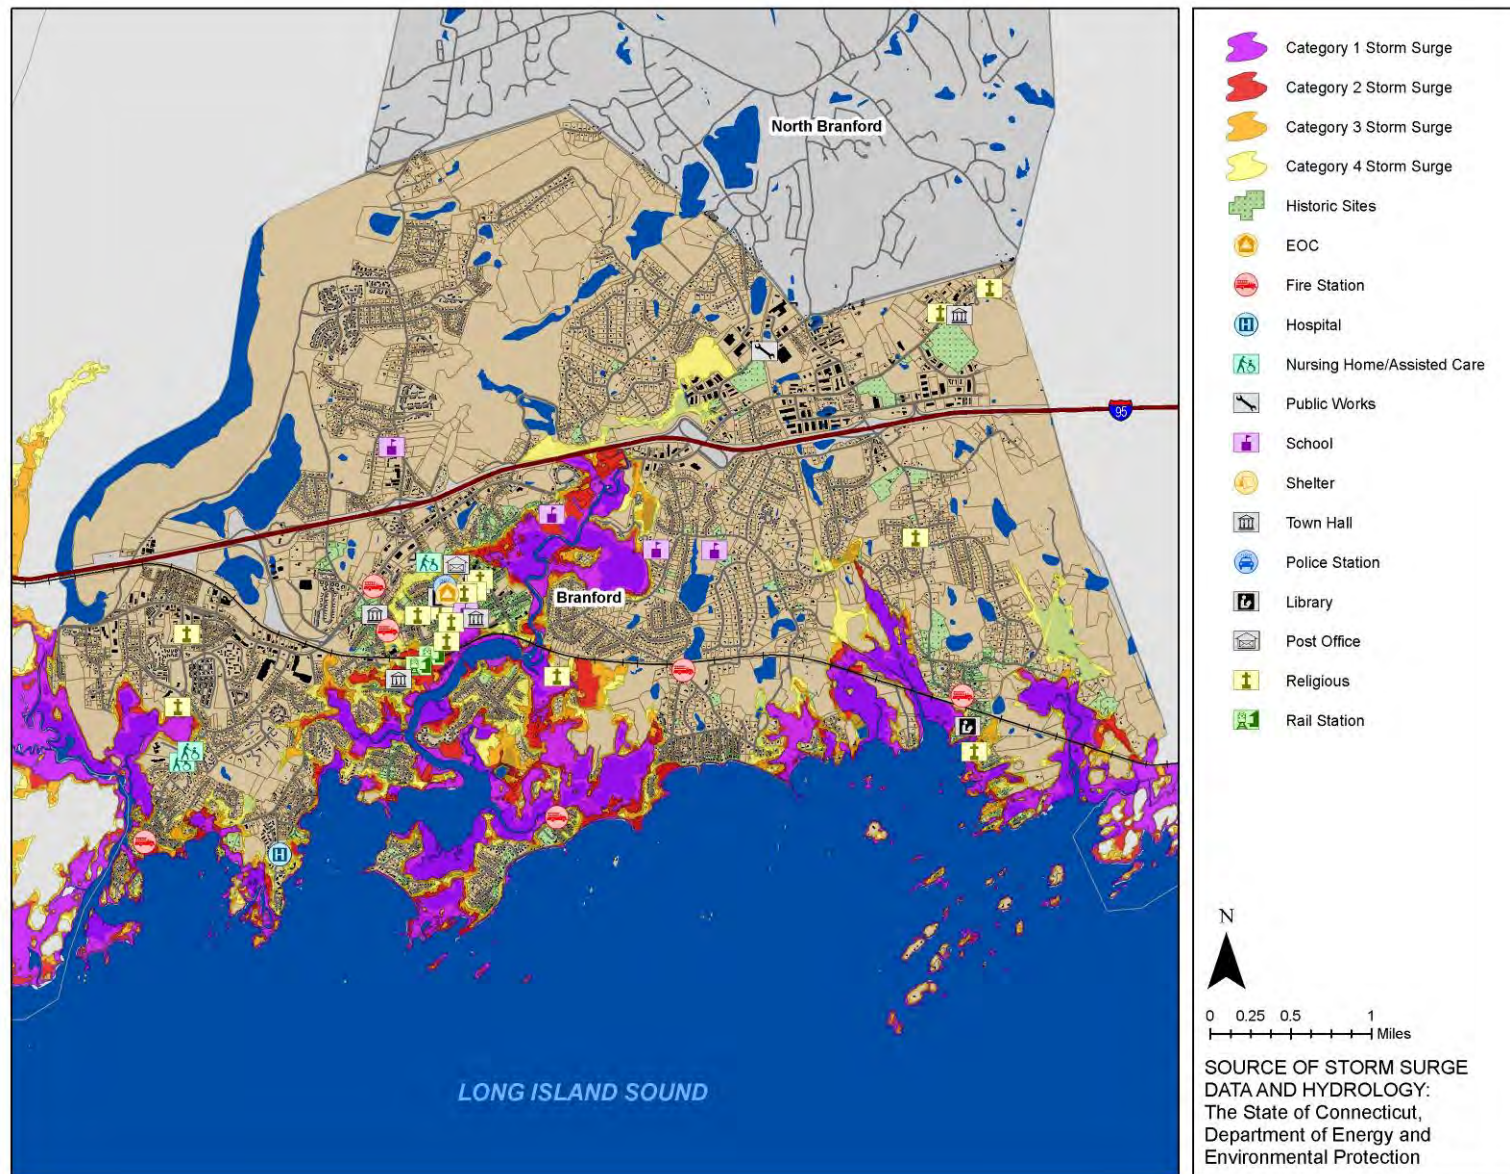 North Branford
95
Branford
LONG ISLAND SOUND
Category 1 Storm Surge
Category 2 Storm Surge
Category 3 Storm Surge
Category 4 Storm Surge
Historic Sites
EOC
Fire Station
H
Hospital
Nursing Home/Assisted Care
Public Works
School
Shelter
Town Hall
Police Station
Library
Post Office
Religious
Rail Station
H
N
0 0.25 0.5 1
Miles
SOURCE OF STORM SURGE
DATA AND HYDROLOGY:
The State of Connecticut,
Department of Energy and
Environmental Protection